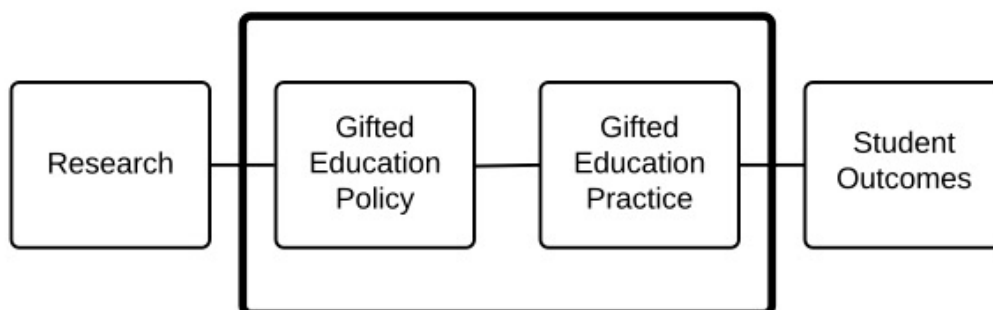 Research
Gifted
Education
Policy
Gifted
Education
Practice
Student
Outcomes